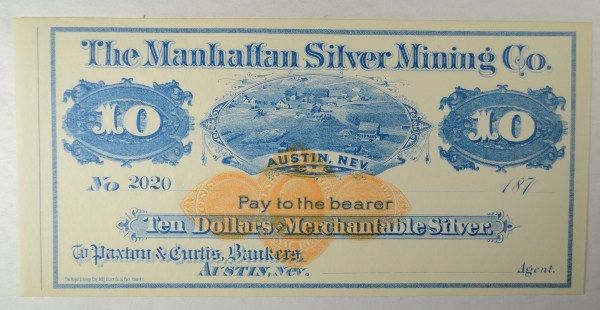 The Manhattan Silver Mining Co.
10 10
AUSTIN, NEV.
No 2020 187
Pay to the bearer
Ten Dollars Merchantable Silver,
To Paxton & Curtis, Bankers,
AUSTIN, Nev. Agent.